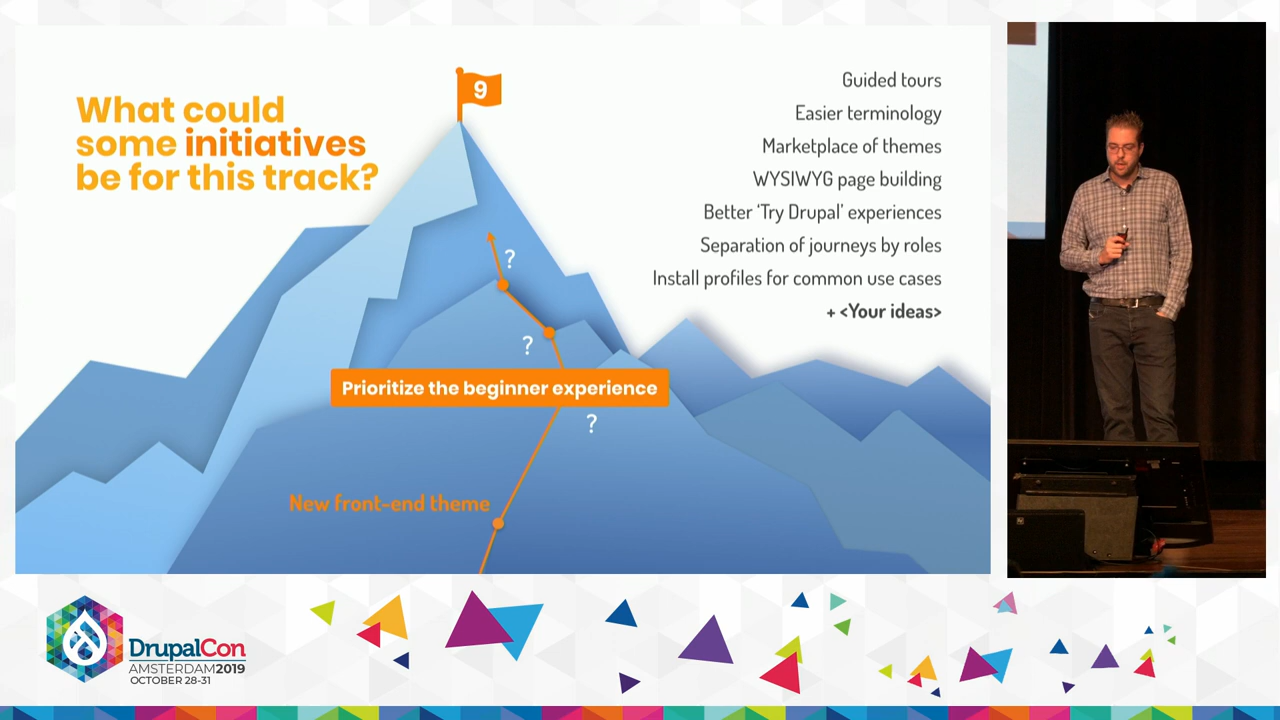 What could
some initiatives
be for this track?
9
Guided tours
Easier terminology
Marketplace of themes
WYSIWYG page building
Better ‘Try Drupal’ experiences
Separation of journeys by roles
Install profiles for common use cases
+ <Your ideas>
?
?
Prioritize the beginner experience
?
New front-end theme
DrupalCon
AMSTERDAM2019
OCTOBER 28-31